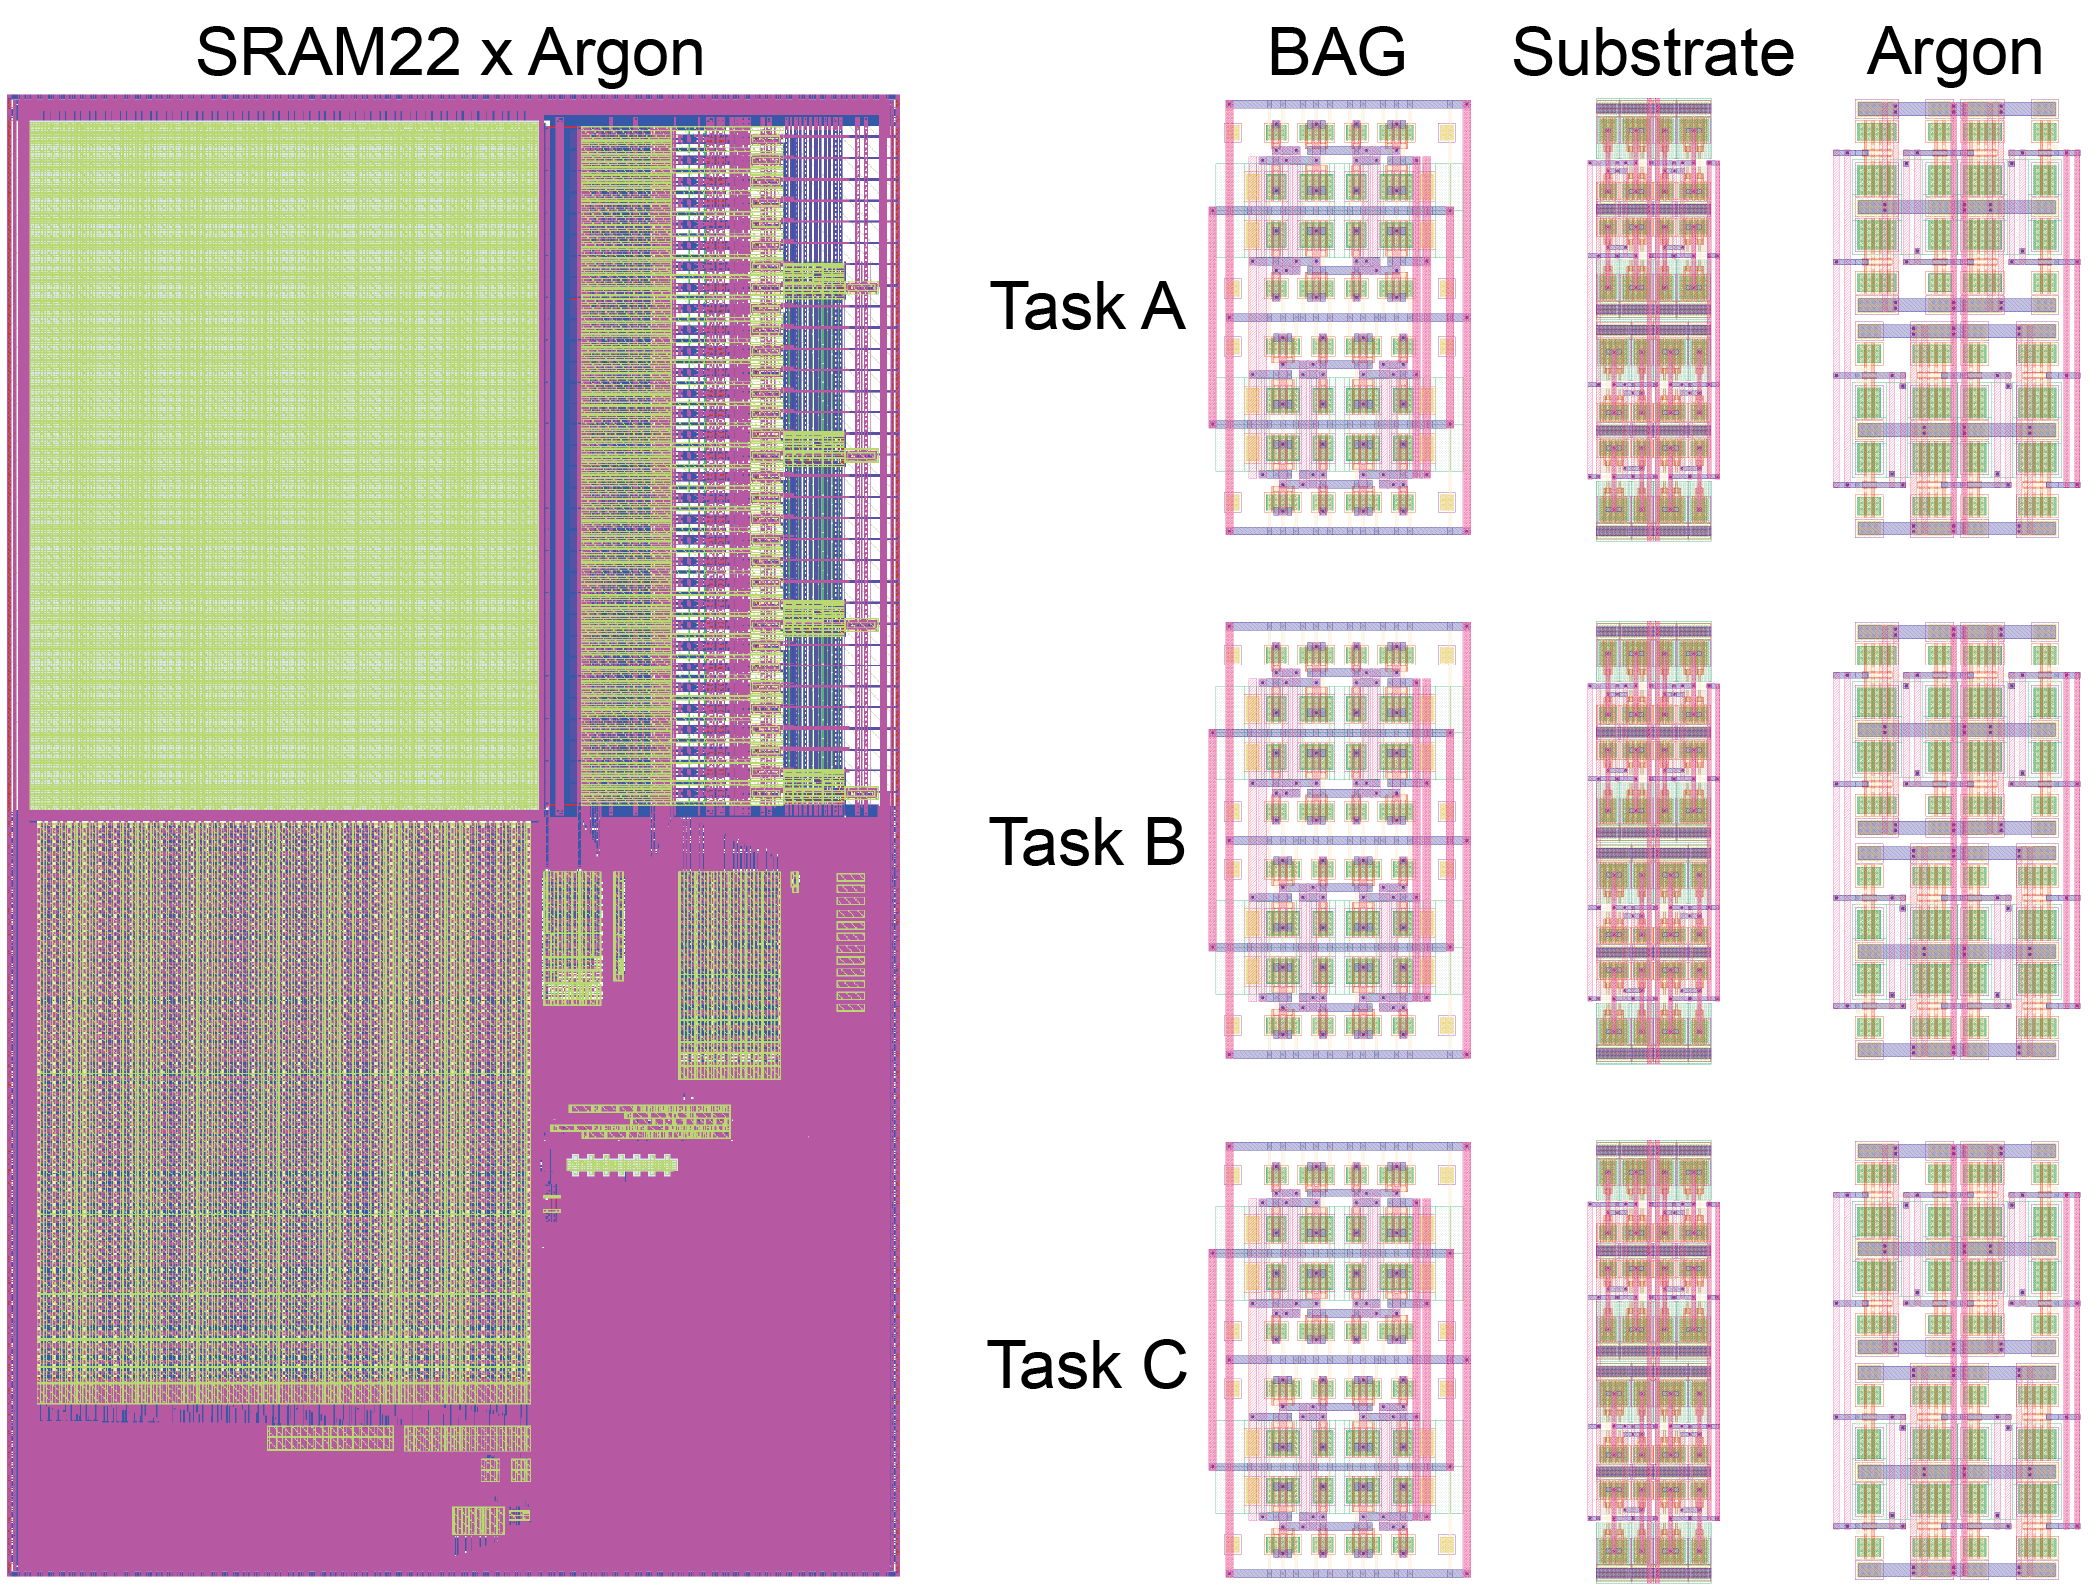 SRAM22 x Argon
BAG
Substrate
Argon
Task A
Task B
Task C